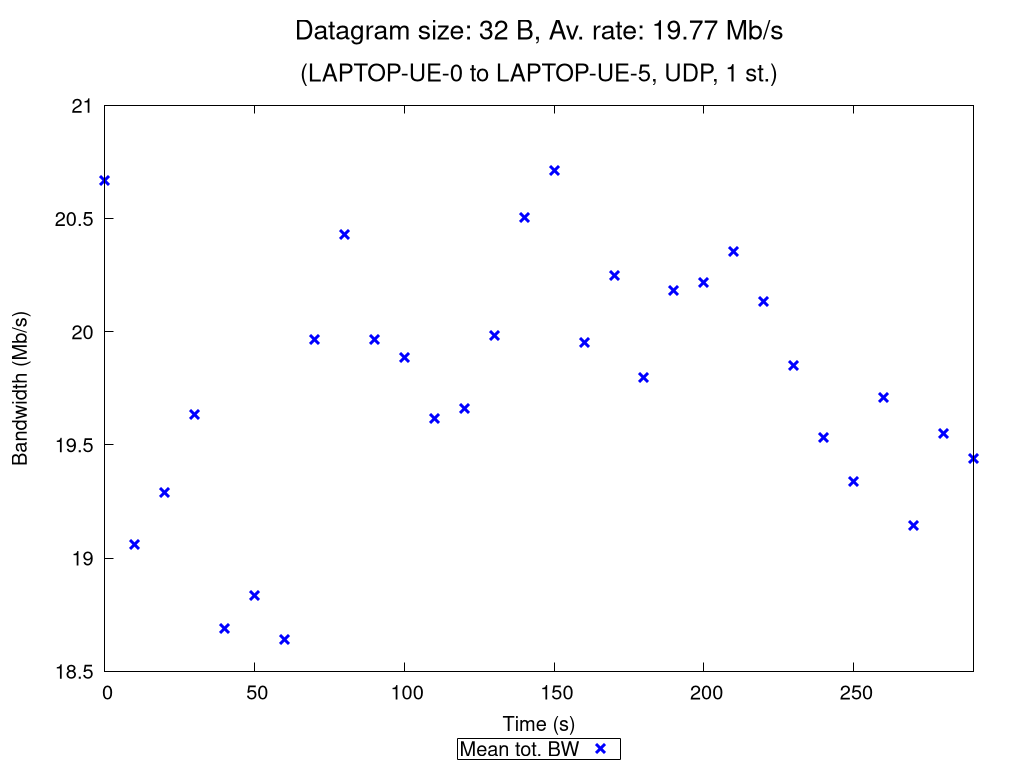 Datagram size: 32 B, Av. rate: 19.77 Mb/s
(LAPTOP-UE-0 to LAPTOP-UE-5, UDP, 1 st.)
21
20.5
20
19.5
19
18.5
Bandwidth (Mb/s)
0 50 100 150 200 250
Time (s)
Mean tot. BW